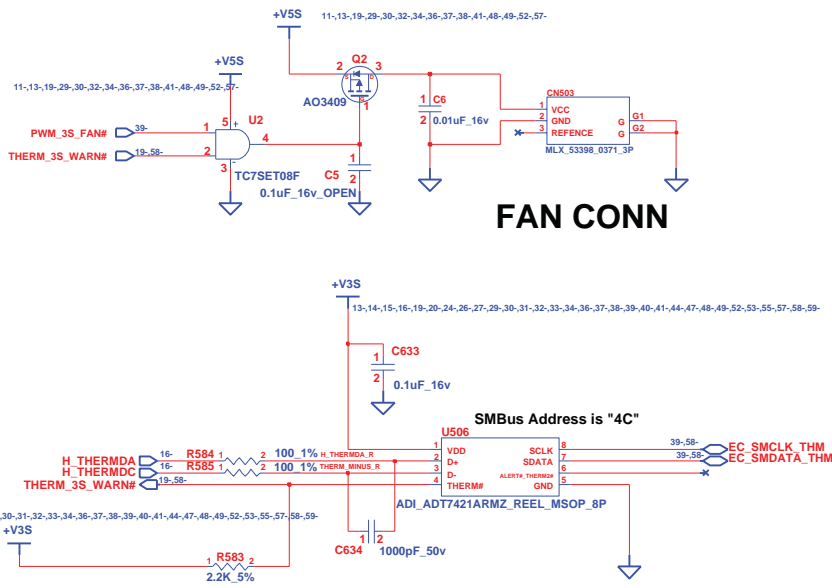 +V5S
11-,13-,19-,29-,30-,32-,34-,36-,37-,38-,41-,48-,49-,52-,57-
Q2
2 3
S D
G
1
AO3409
+V5S
11-,13-,19-,29-,30-,32-,34-,36-,37-,38-,41-,48-,49-,52-,57-
5 +
U2
PWM_3S_FAN# 39- 1
4
THERM_3S_WARN# 19-,58- 2
3 -
TC7SET08F
1
C5
2
0.1uF_16v_OPEN
1 C6
2 0.01uF_16v
CN503
1 VCC
2 GND G G1
3 REFENCE G G2
MLX_53398_0371_3P
FAN CONN
+V3S
13-,14-,15-,16-,19-,20-,24-,26-,27-,29-,30-,31-,32-,33-,34-,36-,37-,38-,39-,40-,41-,44-,47-,48-,49-,52-,53-,55-,57-,58-,59-
1 C633
2 0.1uF_16v
SMBus Address is "4C"
U506
1 VDD SCLK 8 39-,58- EC_SMCLK_THM
2 D+ SDATA 7 39-,58- EC_SMDATA_THM
3 D- ALERT#_THERM2# 6
4 THERM# GND 5
ADI_ADT7421ARMZ_REEL_MSOP_8P
H_THERMDA 16- R584 1 2 100_1% H_THERMDA_R
H_THERMDC 16- R585 1 2 100_1% THERM_MINUS_R
THERM_3S_WARN# 19-,58-
,30-,31-,32-,33-,34-,36-,37-,38-,39-,40-,41-,44-,47-,48-,49-,52-,53-,55-,57-,58-,59-
+V3S
1 2
C634 1000pF_50v
1 R583 2
2.2K_5%